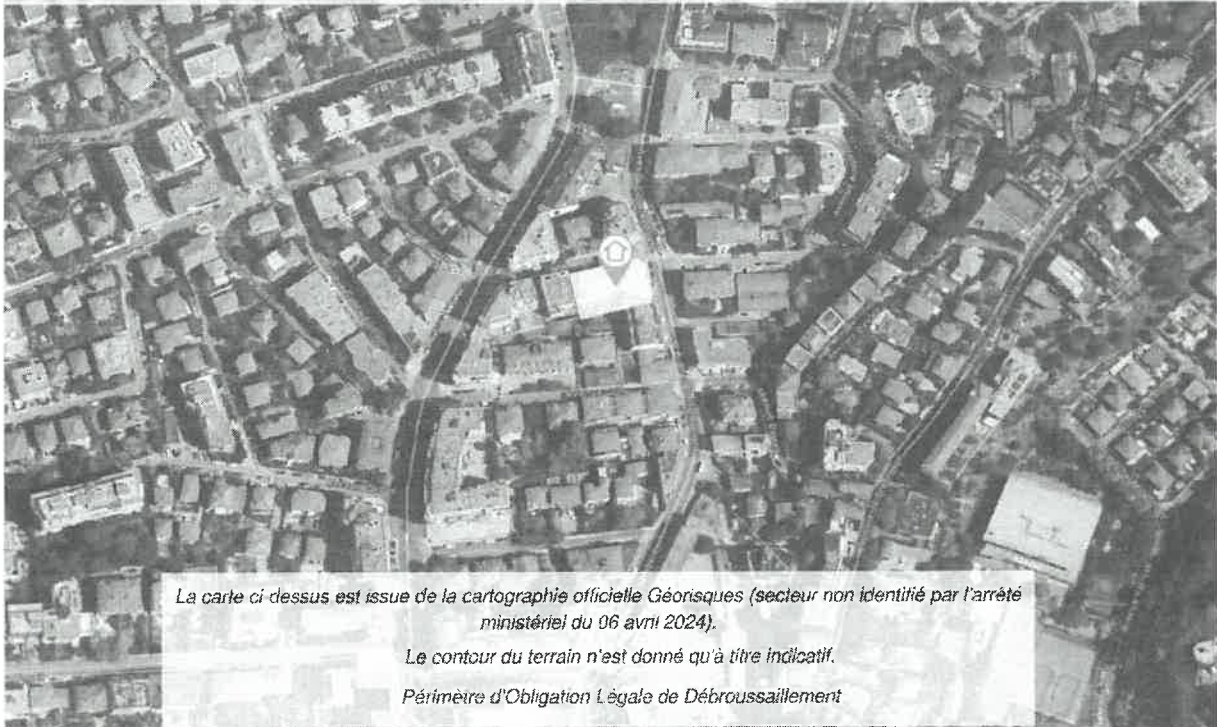 La carte ci-dessus est issue de la cartographie officielle Géorisques (secteur non identifié par l'arrêté
ministériel du 06 avril 2024).
Le contour du terrain n'est donné qu'à titre indicatif.
Périmètre d'Obligation Légale de Débroussaillement